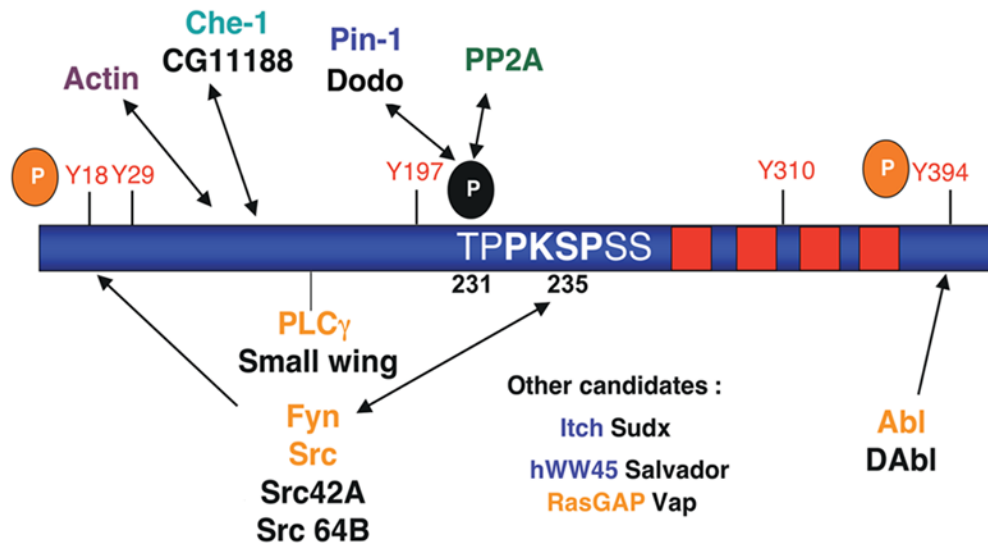 Che-1
CG11188
Pin-1
Dodo
PP2A
Actin
P
Y18 Y29
Y197
P
Y310
P
Y394
TPPKSPSS
231
235
PLCγ
Small wing
Fyn
Src
Src42A
Src 64B
Other candidates :
Itch Sudx
hWW45 Salvador
RasGAP Vap
Abl
DAbl